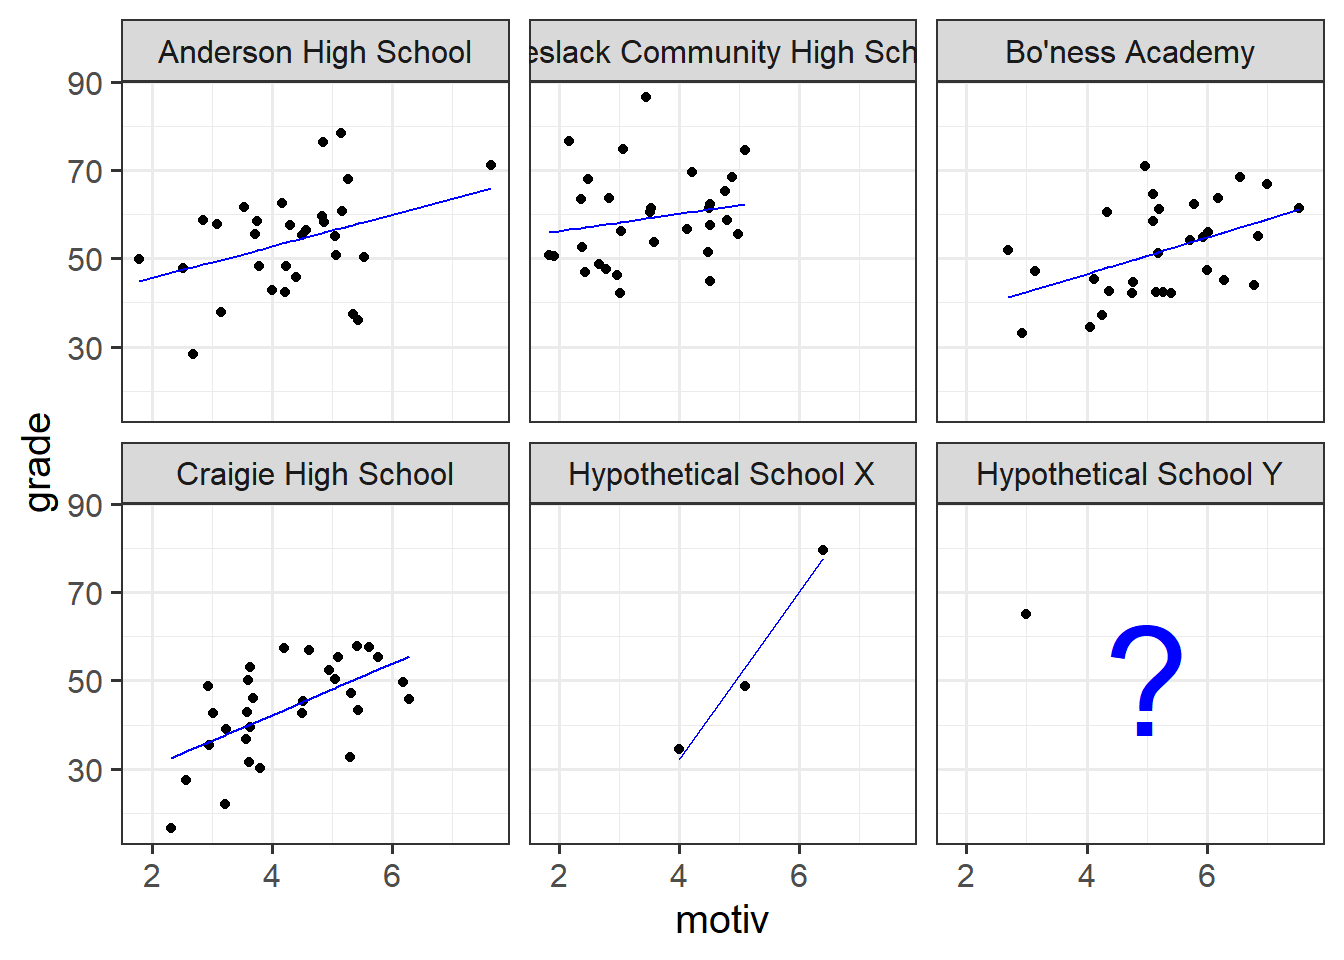 Anderson High School
eslack Community High Sch
Bo'ness Academy
90
70
50
30
grade
Craigie High School
Hypothetical School X
Hypothetical School Y
90
70
50
30
?
2 4 6
2 4 6
2 4 6
motiv